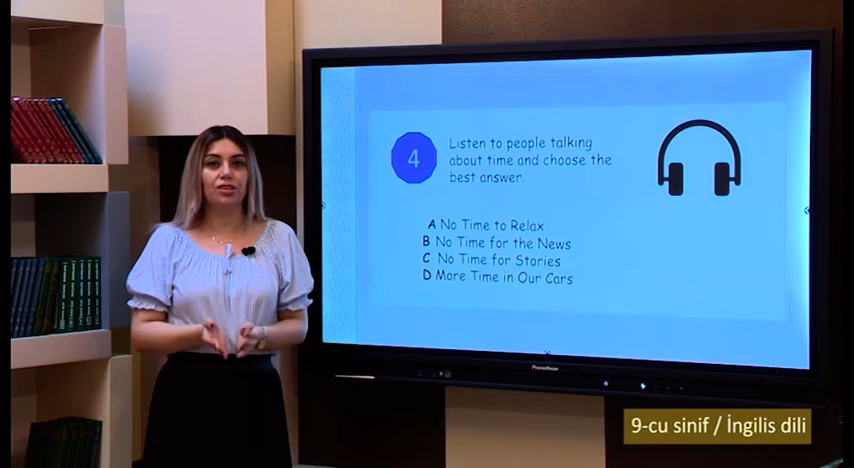 4
Listen to people talking
about time and choose the
best answer.
A No Time to Relax
B No Time for the News
C No Time for Stories
D More Time in Our Cars
Promethean
9-cu sinif / İngilis dili